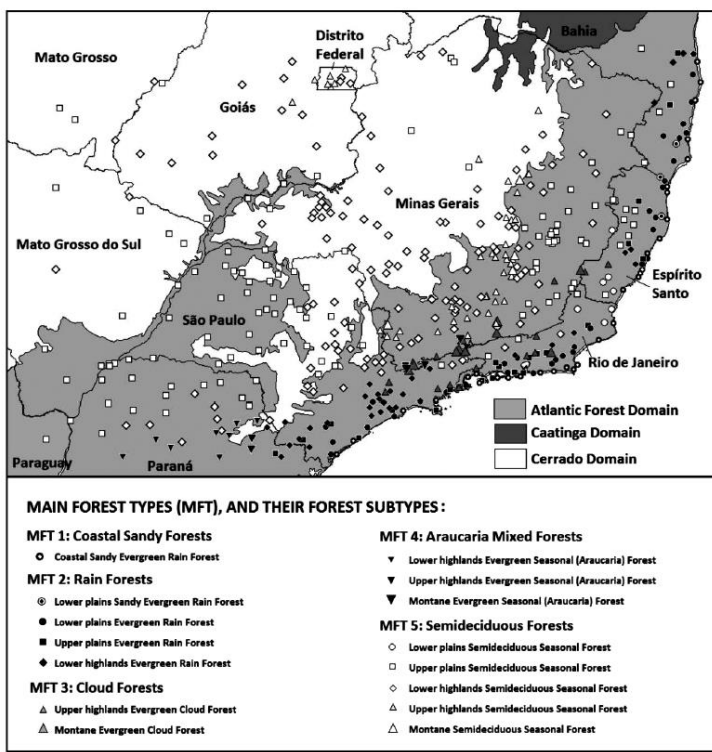 Bahia
Distrito
Federal
Mato Grosso
Goiás
Minas Gerais
Mato Grosso do Sul
Espírito
Santo
São Paulo
Rio de Janeiro
Atlantic Forest Domain
Caatinga Domain
Cerrado Domain
Paraguay
Paraná
MAIN FOREST TYPES (MFT), AND THEIR FOREST SUBTYPES :
MFT 1: Coastal Sandy Forests
Coastal Sandy Evergreen Rain Forest
MFT 2: Rain Forests
Lower plains Sandy Evergreen Rain Forest
Lower plains Evergreen Rain Forest
Upper plains Evergreen Rain Forest
Lower highlands Evergreen Rain Forest
MFT 3: Cloud Forests
Upper highlands Evergreen Cloud Forest
Montane Evergreen Cloud Forest
MFT 4: Araucaria Mixed Forests
Lower highlands Evergreen Seasonal (Araucaria) Forest
Upper highlands Evergreen Seasonal (Araucaria) Forest
Montane Evergreen Seasonal (Araucaria) Forest
MFT 5: Semideciduous Forests
Lower plains Semideciduous Seasonal Forest
Upper plains Semideciduous Seasonal Forest
Lower highlands Semideciduous Seasonal Forest
Upper highlands Semideciduous Seasonal Forest
Montane Semideciduous Seasonal Forest